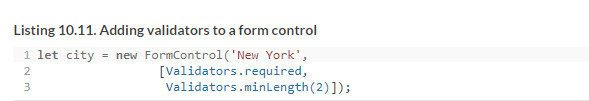 Listing 10.11. Adding validators to a form control
1 let city = new FormControl('New York',
2                 [Validators.required,
3                  Validators.minLength(2)]);